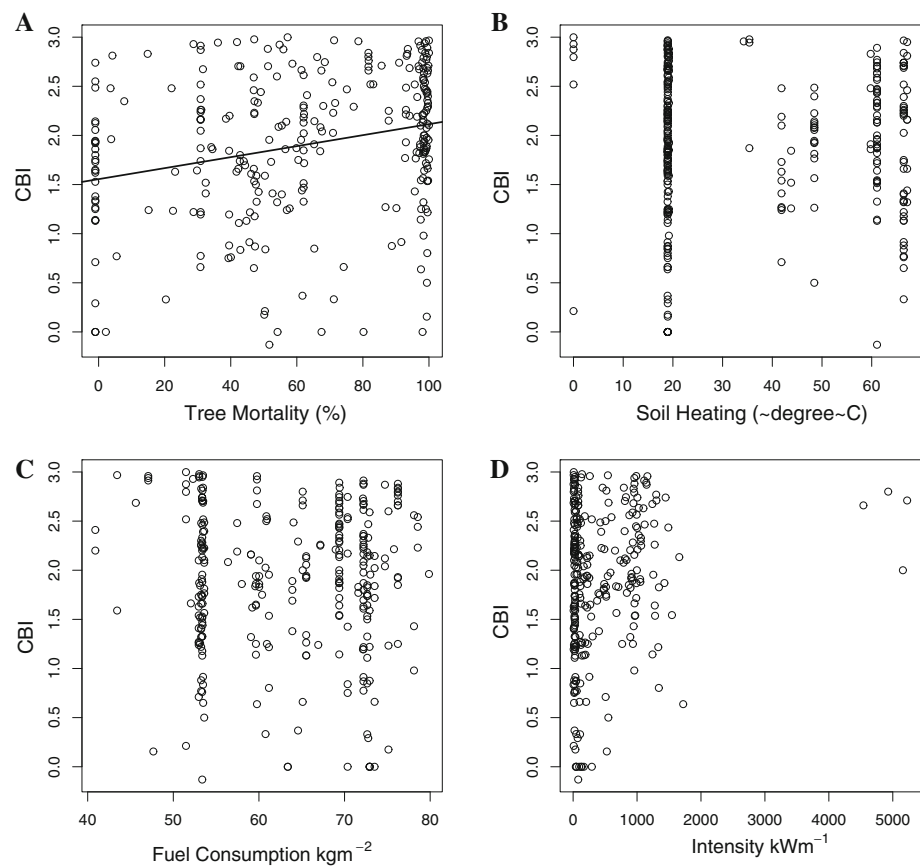 A
CBI
3.0
2.5
2.0
1.5
1.0
0.5
0.0
0 20 40 60 80 100
Tree Mortality (%)
B
CBI
3.0
2.5
2.0
1.5
1.0
0.5
0.0
0 10 20 30 40 50 60
Soil Heating (~degree~C)
C
CBI
3.0
2.5
2.0
1.5
1.0
0.5
0.0
40 50 60 70 80
Fuel Consumption kgm⁻²
D
CBI
3.0
2.5
2.0
1.5
1.0
0.5
0.0
0 1000 2000 3000 4000 5000
Intensity kWm⁻¹